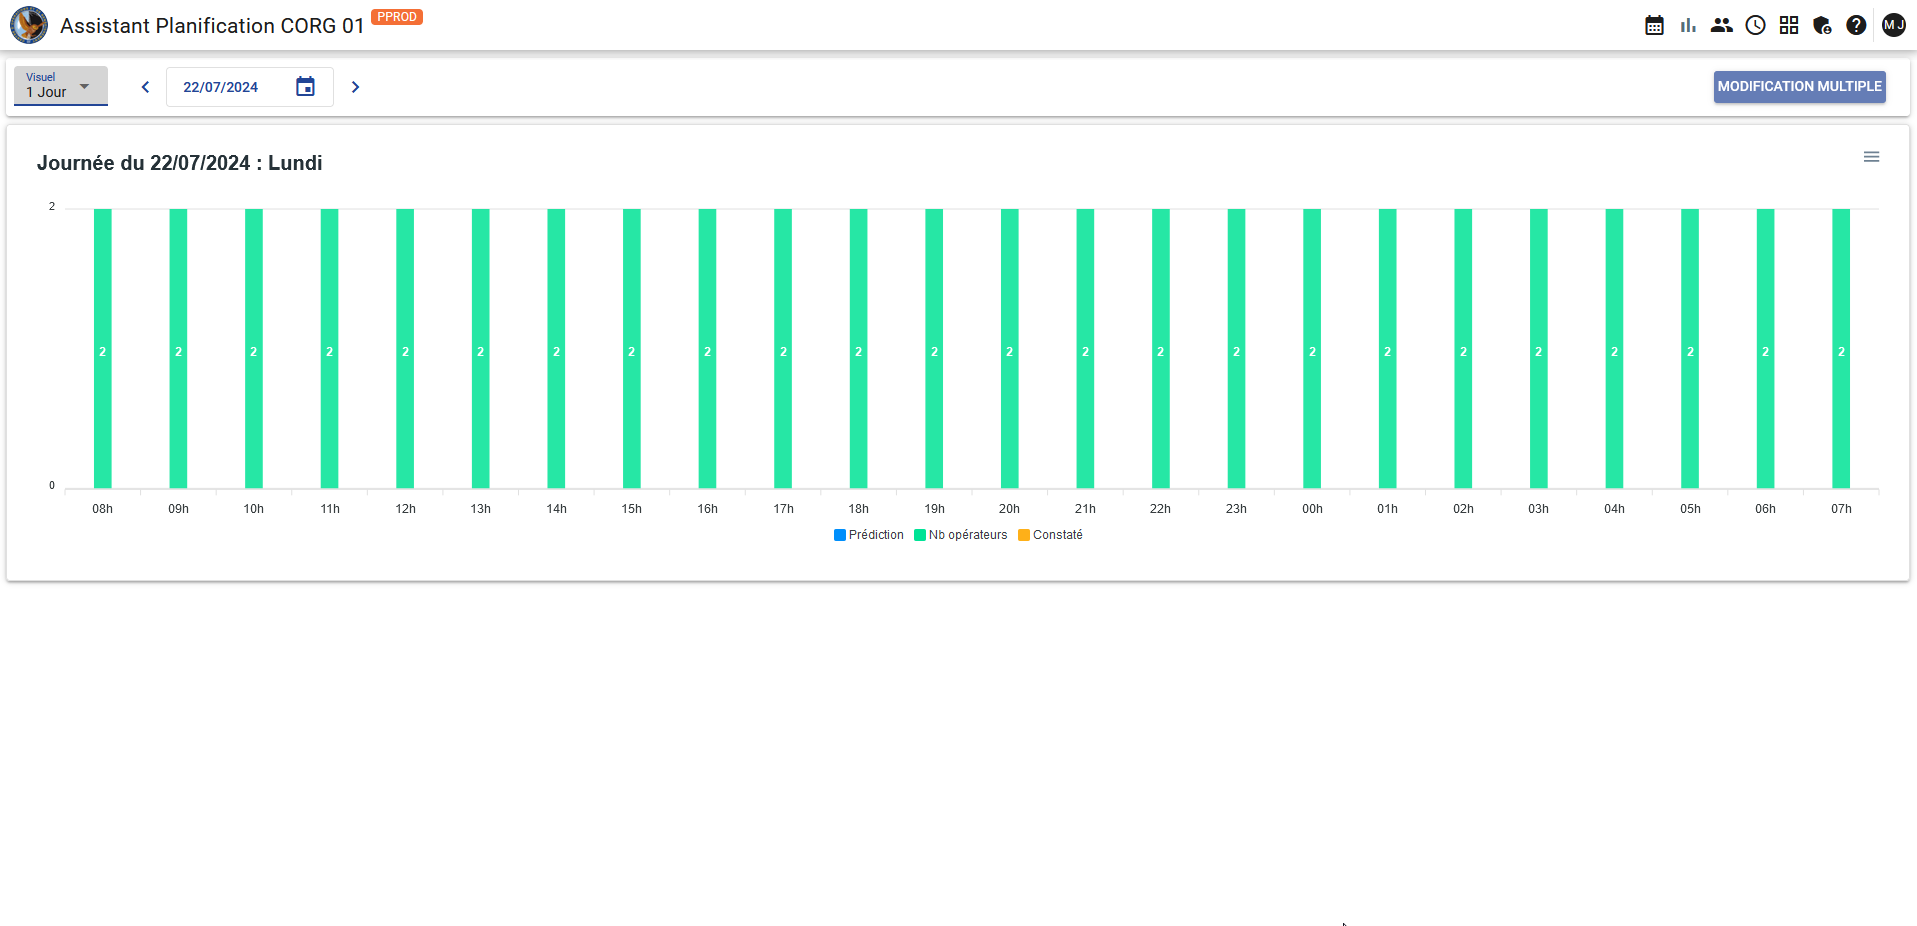 Assistant Planification CORG 01 PPROD
M J
Visuel
1 Jour
22/07/2024
MODIFICATION MULTIPLE
Journée du 22/07/2024 : Lundi
2
2 2 2 2 2 2 2 2 2 2 2 2 2 2 2 2 2 2 2 2 2 2 2 2
0
08h 09h 10h 11h 12h 13h 14h 15h 16h 17h 18h 19h 20h 21h 22h 23h 00h 01h 02h 03h 04h 05h 06h 07h
Prédiction Nb opérateurs Constaté